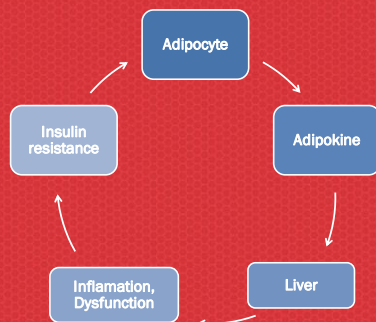 Adipocyte
Adipokine
Liver
Inflamation,
Dysfunction
Insulin
resistance